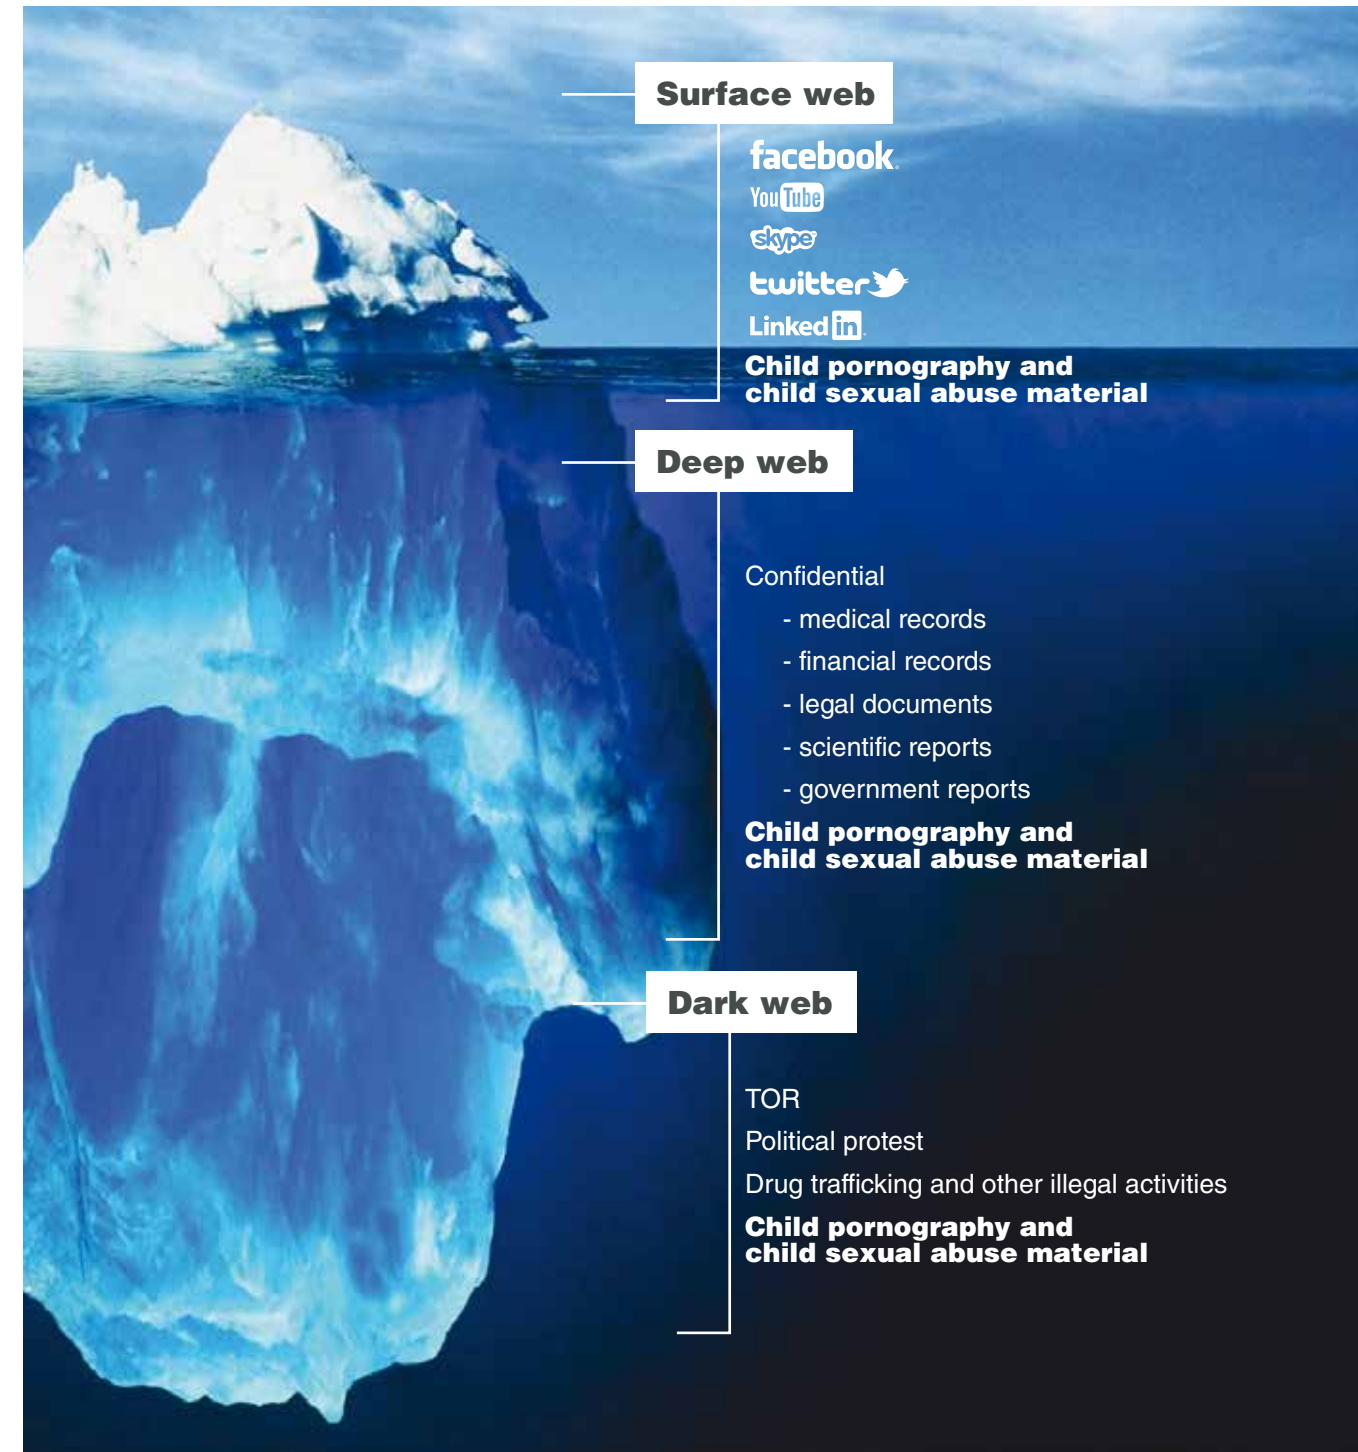 Surface web
facebook.
YouTube
skype
twitter
Linked in
Child pornography and
child sexual abuse material
Deep web
Confidential
- medical records
- financial records
- legal documents
- scientific reports
- government reports
Child pornography and
child sexual abuse material
Dark web
TOR
Political protest
Drug trafficking and other illegal activities
Child pornography and
child sexual abuse material